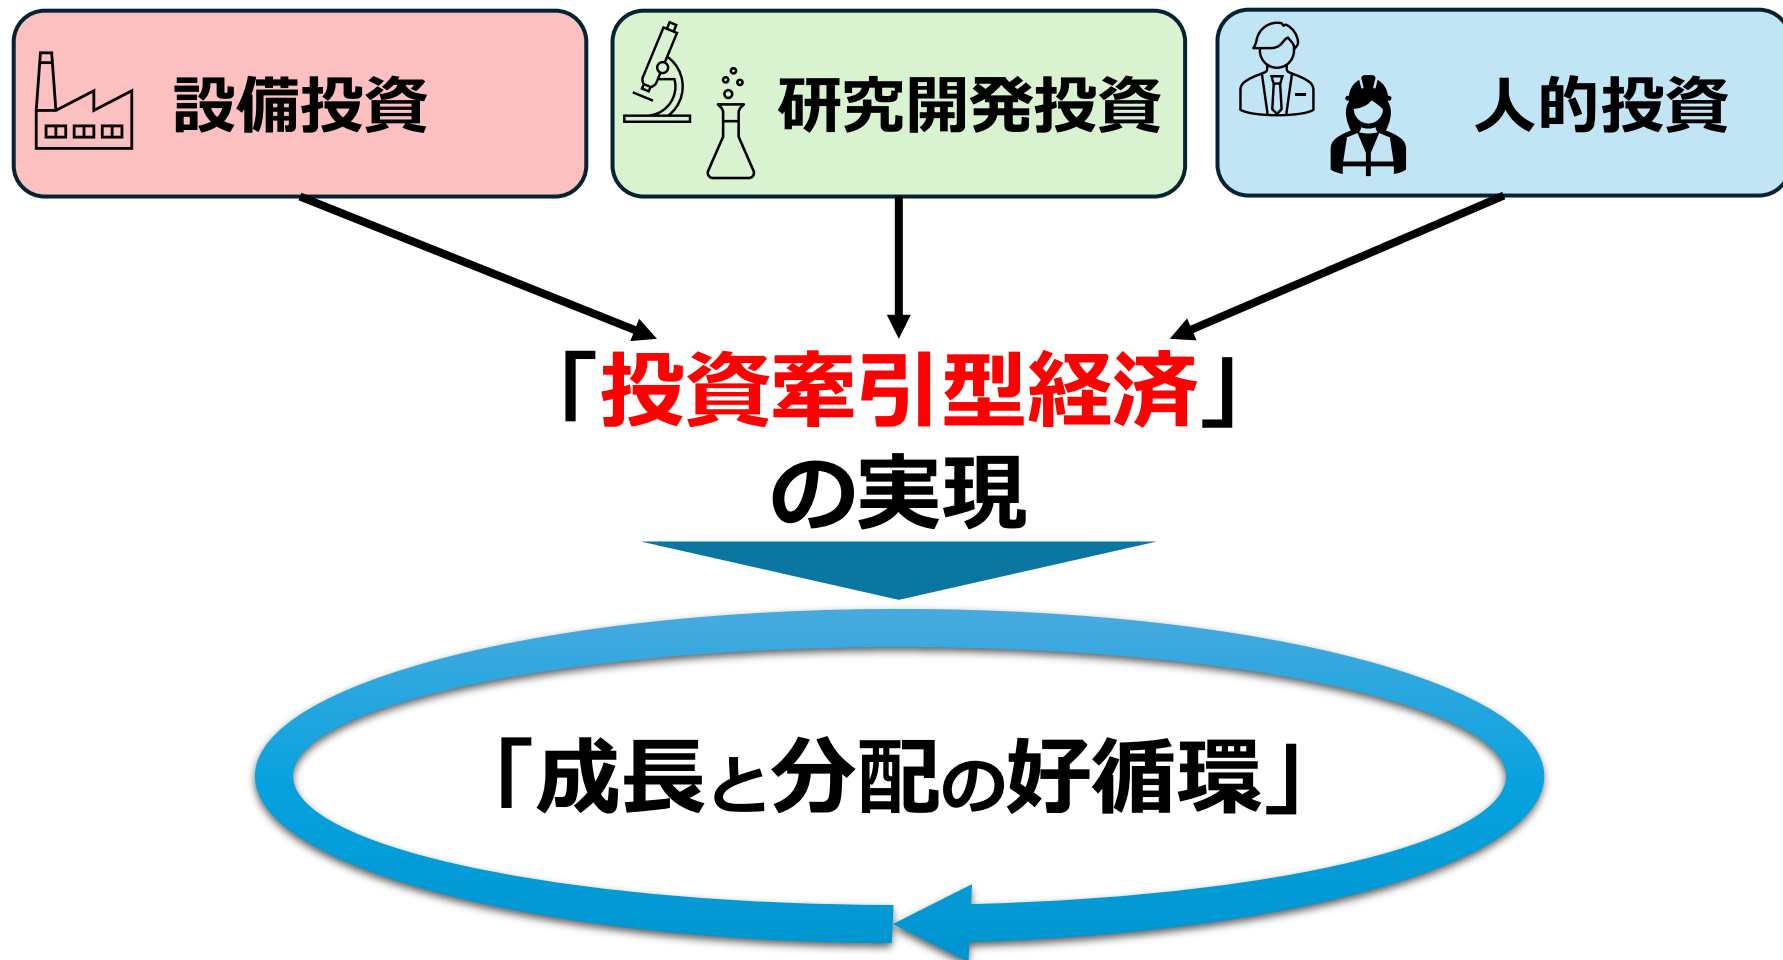 設備投資
研究開発投資
人的投資
「投資牽引型経済」
の実現
「成長と分配の好循環」